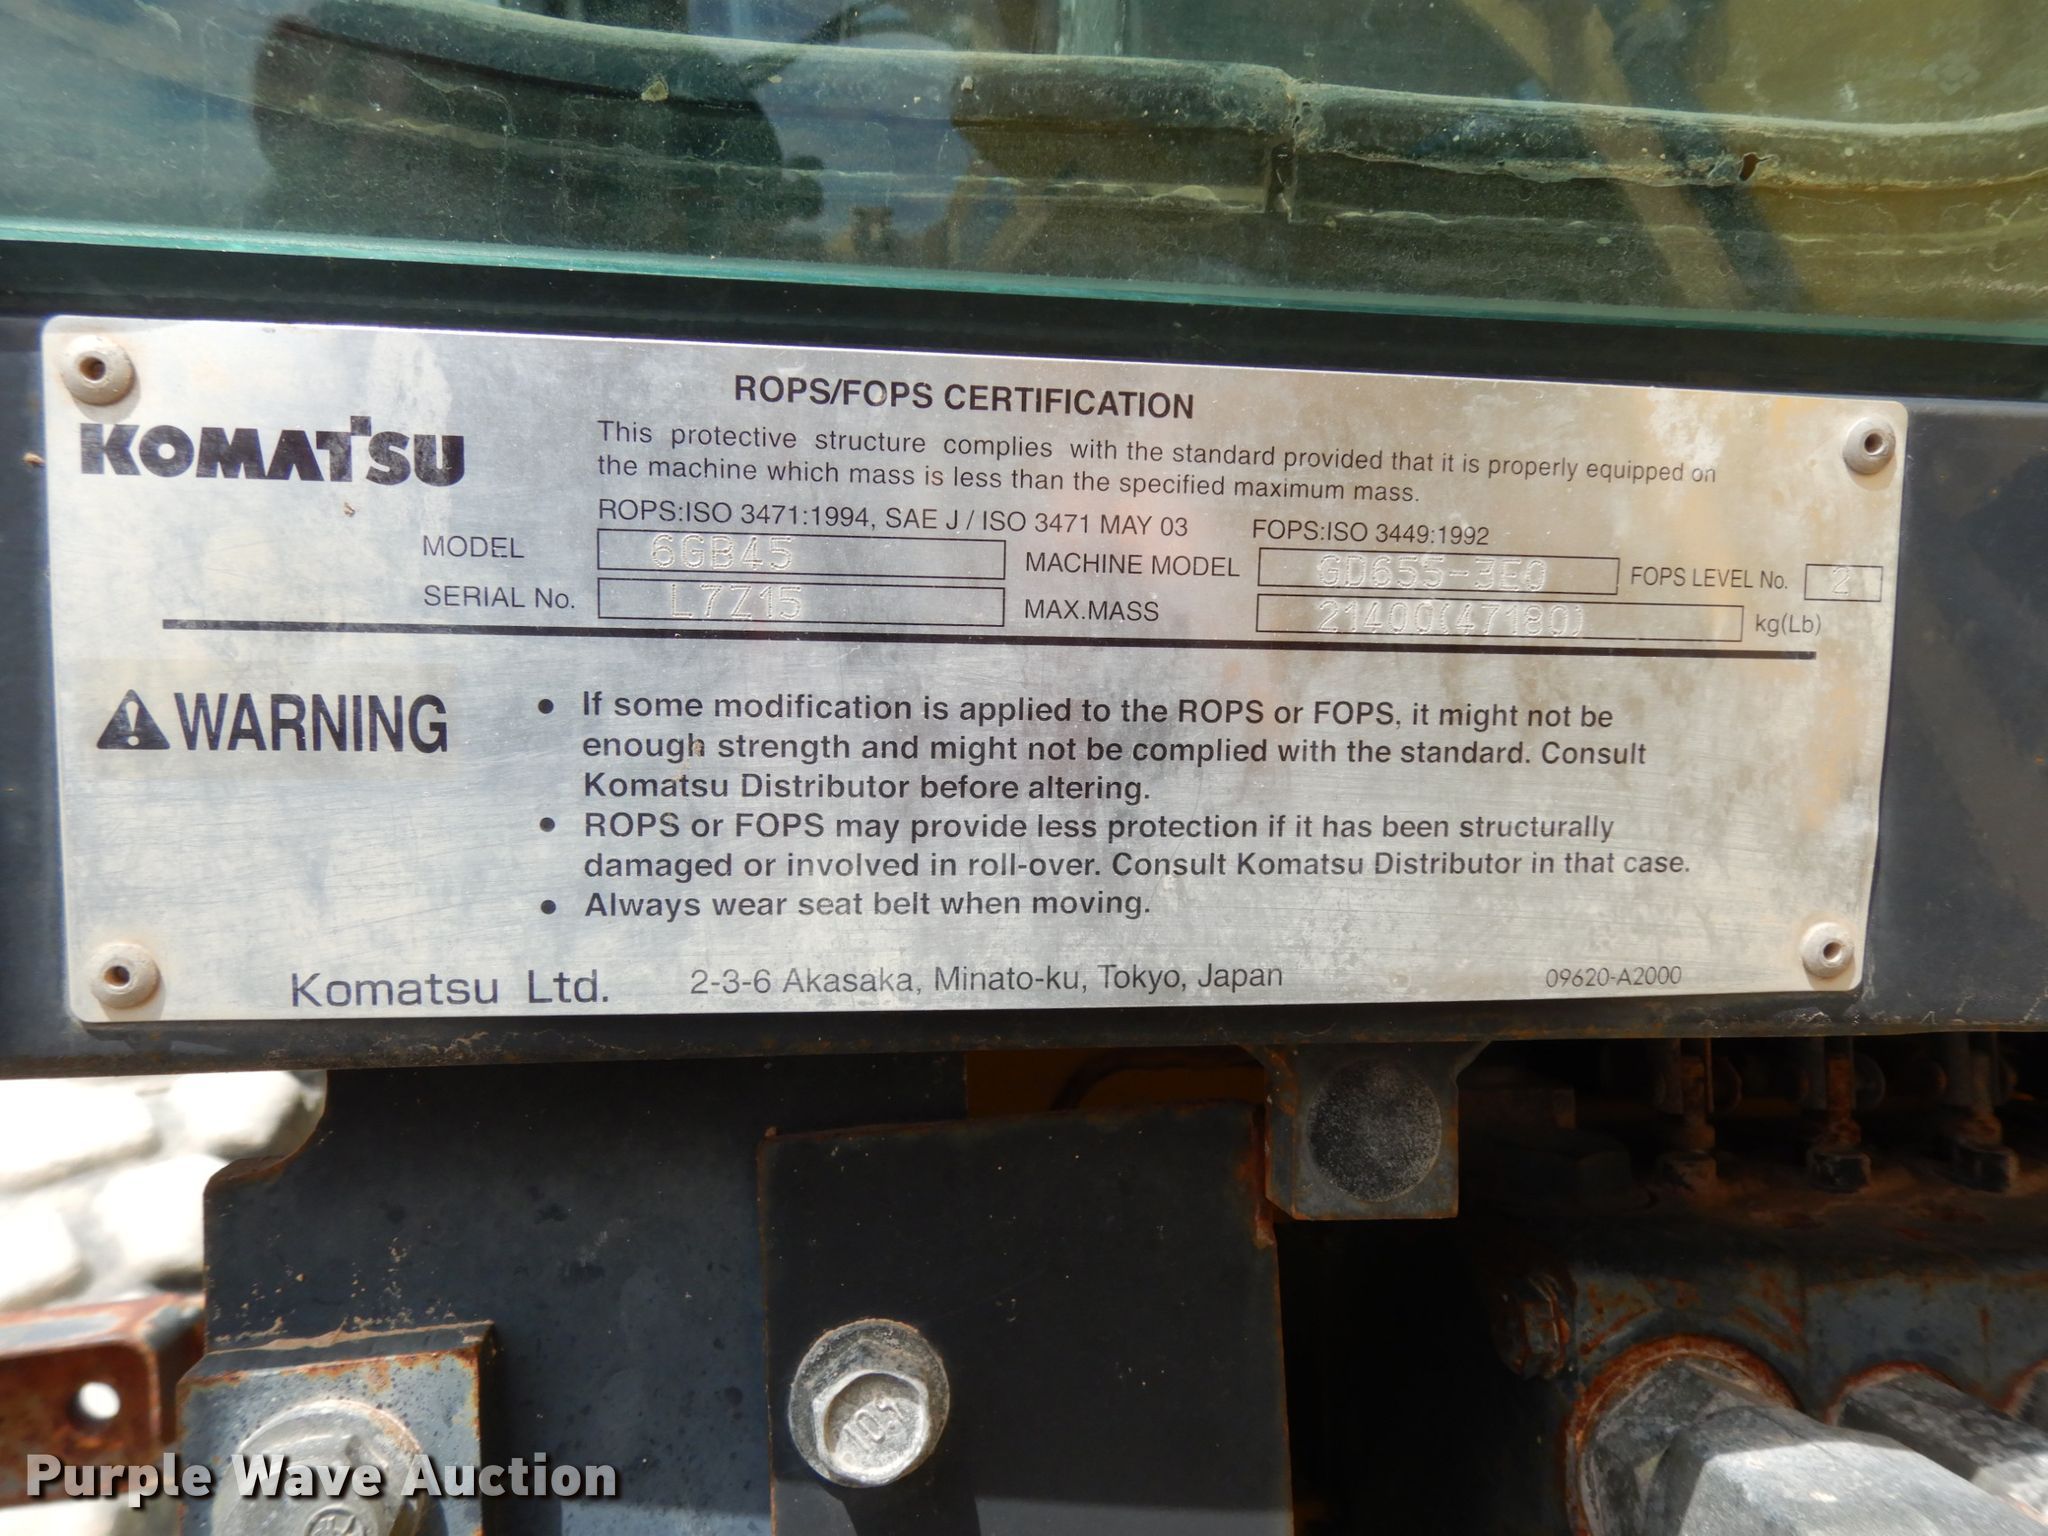 ROPS/FOPS CERTIFICATION
KOMATSU
This protective structure complies with the standard provided that it is properly equipped on
the machine which mass is less than the specified maximum mass.
ROPS:ISO 3471:1994, SAE J / ISO 3471 MAY 03 FOPS:ISO 3449:1992
MODEL 6GB45 MACHINE MODEL GD655-3E0 FOPS LEVEL No. 2
SERIAL No. L7Z15 MAX.MASS 21400(47180) kg(Lb)
WARNING
• If some modification is applied to the ROPS or FOPS, it might not be
enough strength and might not be complied with the standard. Consult
Komatsu Distributor before altering.
• ROPS or FOPS may provide less protection if it has been structurally
damaged or involved in roll-over. Consult Komatsu Distributor in that case.
• Always wear seat belt when moving.
Komatsu Ltd. 2-3-6 Akasaka, Minato-ku, Tokyo, Japan 09620-A2000
Purple Wave Auction